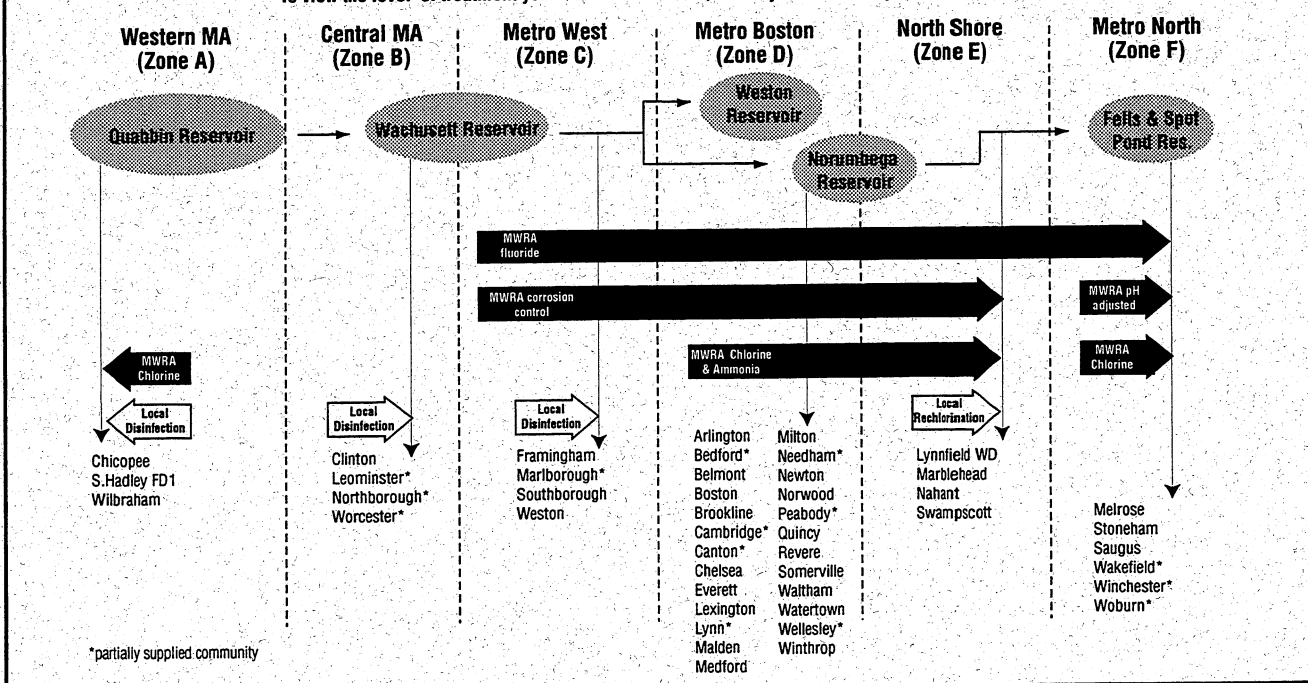 Western MA
(Zone A)
Central MA
(Zone B)
Metro West
(Zone C)
Metro Boston
(Zone D)
North Shore
(Zone E)
Metro North
(Zone F)
Quabbin Reservoir
Wachusett Reservoir
Weston
Reservoir
Norumbega
Reservoir
Fells & Spot
Pond Res.
MWRA
fluoride
MWRA corrosion
control
MWRA pH
adjusted
MWRA
Chlorine
MWRA Chlorine
& Ammonia
MWRA
Chlorine
Local
Disinfection
Local
Disinfection
Local
Disinfection
Local
Rechlorination
Chicopee
S.Hadley FD1
Wilbraham
Clinton
Leominster*
Northborough*
Worcester*
Framingham
Marlborough*
Southborough
Weston
Arlington
Bedford*
Belmont
Boston
Brookline
Cambridge*
Canton*
Chelsea
Everett
Lexington
Lynn*
Malden
Medford
Milton
Needham*
Newton
Norwood
Peabody*
Quincy
Revere
Somerville
Waltham
Watertown
Wellesley*
Winthrop
Lynnfield WD
Marblehead
Nahant
Swampscott
Melrose
Stoneham
Saugus
Wakefield*
Winchester*
Woburn*
*partially supplied community